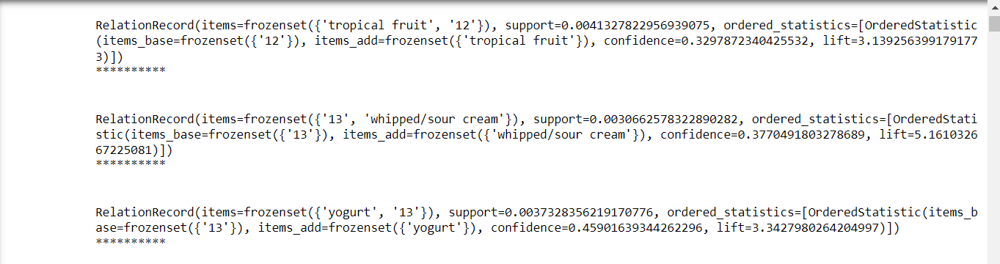 RelationRecord(items=frozenset({'tropical fruit', '12'}), support=0.0041327822956939075, ordered_statistics=[OrderedStatistic
(items_base=frozenset({'12'}), items_add=frozenset({'tropical fruit'}), confidence=0.3297872340425532, lift=3.139256399179177
3)])
**********
RelationRecord(items=frozenset({'13', 'whipped/sour cream'}), support=0.0030662578322890282, ordered_statistics=[OrderedStati
stic(items_base=frozenset({'13'}), items_add=frozenset({'whipped/sour cream'}), confidence=0.3770491803278689, lift=5.1610326
67225081)])
**********
RelationRecord(items=frozenset({'yogurt', '13'}), support=0.0037328356219170776, ordered_statistics=[OrderedStatistic(items_b
ase=frozenset({'13'}), items_add=frozenset({'yogurt'}), confidence=0.45901639344262296, lift=3.3427980264204997)])
**********